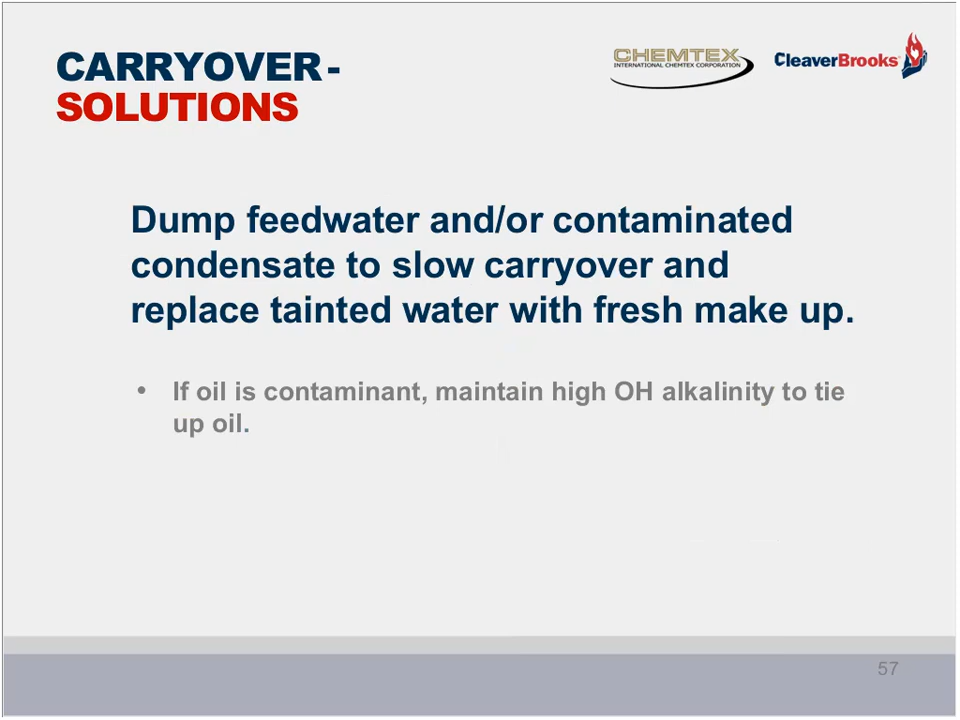 CARRYOVER -
SOLUTIONS
CHEMTEX
INTERNATIONAL CHEMTEX CORPORATION
CleaverBrooks
Dump feedwater and/or contaminated
condensate to slow carryover and
replace tainted water with fresh make up.
• If oil is contaminant, maintain high OH alkalinity to tie
up oil.
57